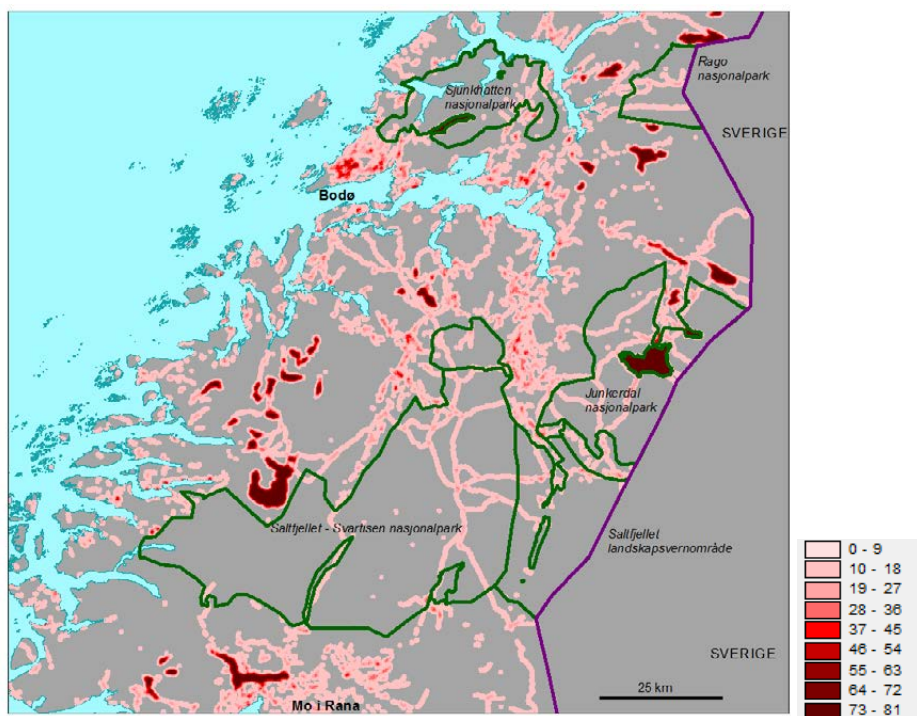 Rago
nasjonalpark
Sjunkhatten
nasjonalpark
SVERIGE
Bodø
Junkerdal
nasjonalpark
Saltfjellet - Svartisen nasjonalpark
Saltfjellet
landskapsvernområde
SVERIGE
25 km
Mo i Rana
0 - 9
10 - 18
19 - 27
28 - 36
37 - 45
46 - 54
55 - 63
64 - 72
73 - 81